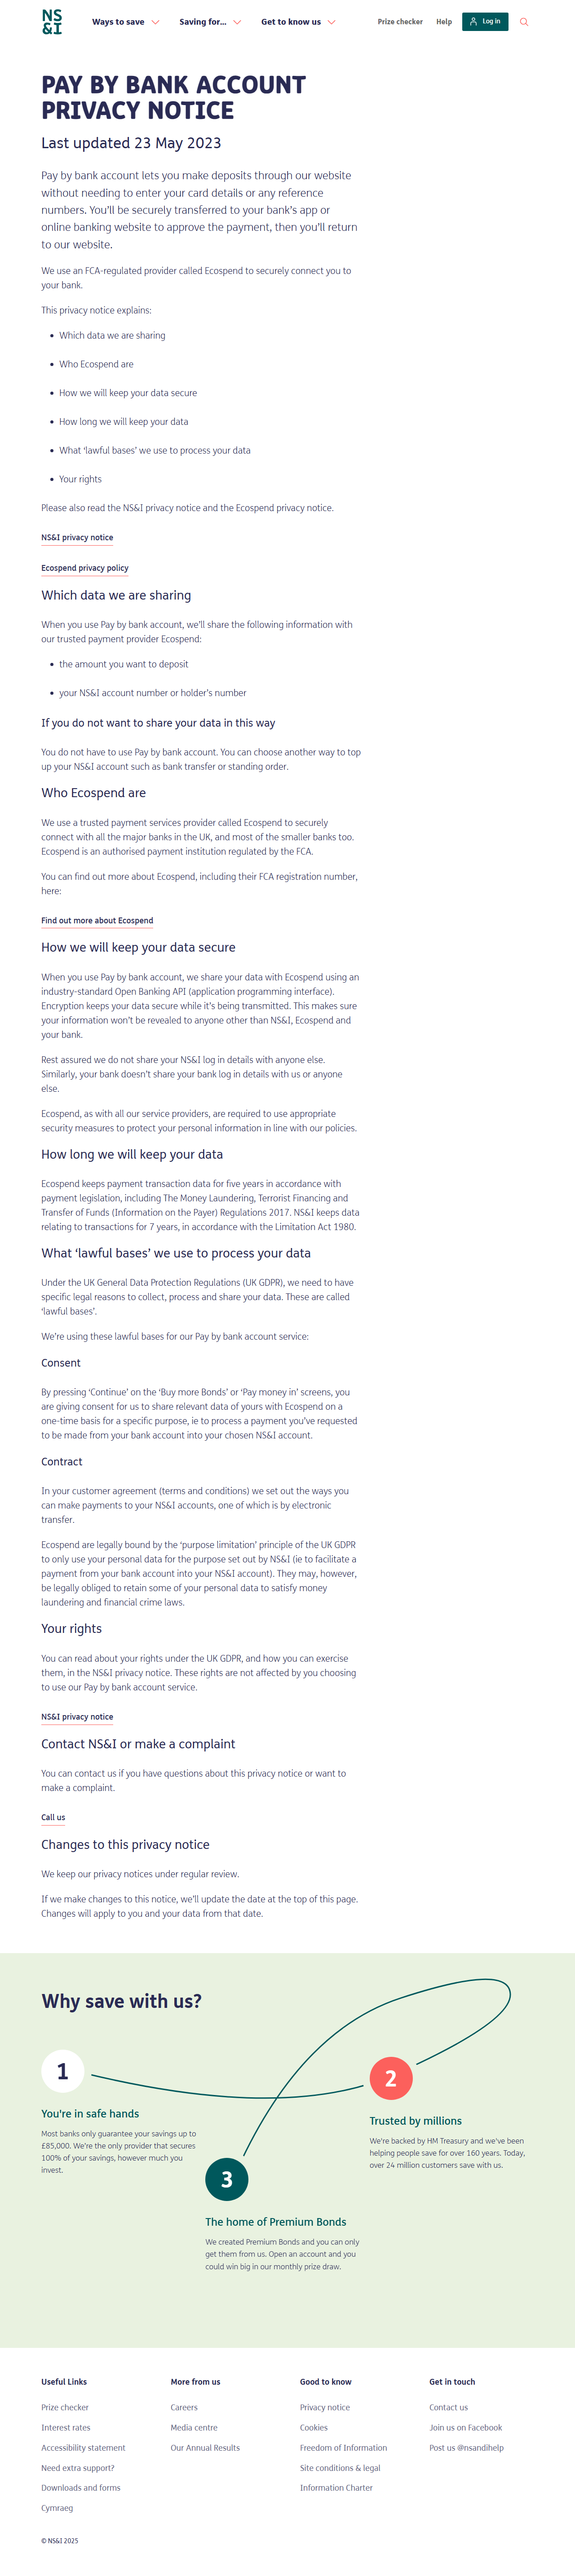 NS
&I
Ways to save
Saving for...
Get to know us
Prize checker
Help
Log in
PAY BY BANK ACCOUNT
PRIVACY NOTICE
Last updated 23 May 2023
Pay by bank account lets you make deposits through our website
without needing to enter your card details or any reference
numbers. You’ll be securely transferred to your bank’s app or
online banking website to approve the payment, then you’ll return
to our website.
We use an FCA-regulated provider called Ecospend to securely connect you to
your bank.
This privacy notice explains:
• Which data we are sharing
• Who Ecospend are
• How we will keep your data secure
• How long we will keep your data
• What ‘lawful bases’ we use to process your data
• Your rights
Please also read the NS&I privacy notice and the Ecospend privacy notice.
NS&I privacy notice
Ecospend privacy policy
Which data we are sharing
When you use Pay by bank account, we’ll share the following information with
our trusted payment provider Ecospend:
• the amount you want to deposit
• your NS&I account number or holder’s number
If you do not want to share your data in this way
You do not have to use Pay by bank account. You can choose another way to top
up your NS&I account such as bank transfer or standing order.
Who Ecospend are
We use a trusted payment services provider called Ecospend to securely
connect with all the major banks in the UK, and most of the smaller banks too.
Ecospend is an authorised payment institution regulated by the FCA.
You can find out more about Ecospend, including their FCA registration number,
here:
Find out more about Ecospend
How we will keep your data secure
When you use Pay by bank account, we share your data with Ecospend using an
industry-standard Open Banking API (application programming interface).
Encryption keeps your data secure while it’s being transmitted. This makes sure
your information won’t be revealed to anyone other than NS&I, Ecospend and
your bank.
Rest assured we do not share your NS&I log in details with anyone else.
Similarly, your bank doesn’t share your bank log in details with us or anyone
else.
Ecospend, as with all our service providers, are required to use appropriate
security measures to protect your personal information in line with our policies.
How long we will keep your data
Ecospend keeps payment transaction data for five years in accordance with
payment legislation, including The Money Laundering, Terrorist Financing and
Transfer of Funds (Information on the Payer) Regulations 2017. NS&I keeps data
relating to transactions for 7 years, in accordance with the Limitation Act 1980.
What ‘lawful bases’ we use to process your data
Under the UK General Data Protection Regulations (UK GDPR), we need to have
specific legal reasons to collect, process and share your data. These are called
‘lawful bases’.
We’re using these lawful bases for our Pay by bank account service:
Consent
By pressing ‘Continue’ on the ‘Buy more Bonds’ or ‘Pay money in’ screens, you
are giving consent for us to share relevant data of yours with Ecospend on a
one-time basis for a specific purpose, ie to process a payment you’ve requested
to be made from your bank account into your chosen NS&I account.
Contract
In your customer agreement (terms and conditions) we set out the ways you
can make payments to your NS&I accounts, one of which is by electronic
transfer.
Ecospend are legally bound by the ‘purpose limitation’ principle of the UK GDPR
to only use your personal data for the purpose set out by NS&I (ie to facilitate a
payment from your bank account into your NS&I account). They may, however,
be legally obliged to retain some of your personal data to satisfy money
laundering and financial crime laws.
Your rights
You can read about your rights under the UK GDPR, and how you can exercise
them, in the NS&I privacy notice. These rights are not affected by you choosing
to use our Pay by bank account service.
NS&I privacy notice
Contact NS&I or make a complaint
You can contact us if you have questions about this privacy notice or want to
make a complaint.
Call us
Changes to this privacy notice
We keep our privacy notices under regular review.
If we make changes to this notice, we’ll update the date at the top of this page.
Changes will apply to you and your data from that date.
Why save with us?
1
You’re in safe hands
Most banks only guarantee your savings up to
£85,000. We’re the only provider that secures
100% of your savings, however much you
invest.
2
Trusted by millions
We’re backed by HM Treasury and we’ve been
helping people save for over 160 years. Today,
over 24 million customers save with us.
3
The home of Premium Bonds
We created Premium Bonds and you can only
get them from us. Open an account and you
could win big in our monthly prize draw.
Useful Links
Prize checker
Interest rates
Accessibility statement
Need extra support?
Downloads and forms
Cymraeg
More from us
Careers
Media centre
Our Annual Results
Good to know
Privacy notice
Cookies
Freedom of Information
Site conditions & legal
Information Charter
Get in touch
Contact us
Join us on Facebook
Post us @nsandihelp
© NS&I 2025